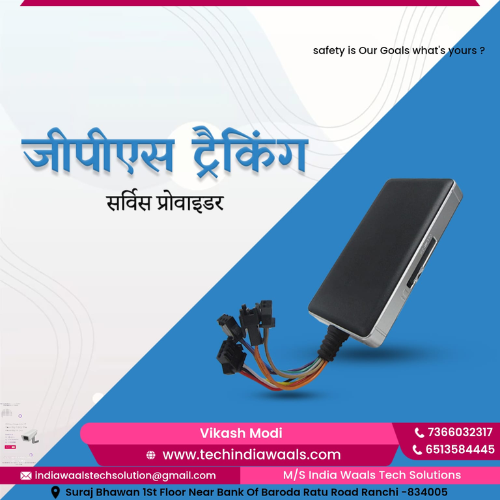 safety is Our Goals what's yours ?
जीपीएस ट्रैकिंग
सर्विस प्रोवाइडर
Vikash Modi
7366032317
www.techindiawaals.com
6513584445
indiawaalstechsolution@gmail.com
M/S India Waals Tech Solutions
Suraj Bhawan 1St Floor Near Bank Of Baroda Ratu Road Ranchi -834005